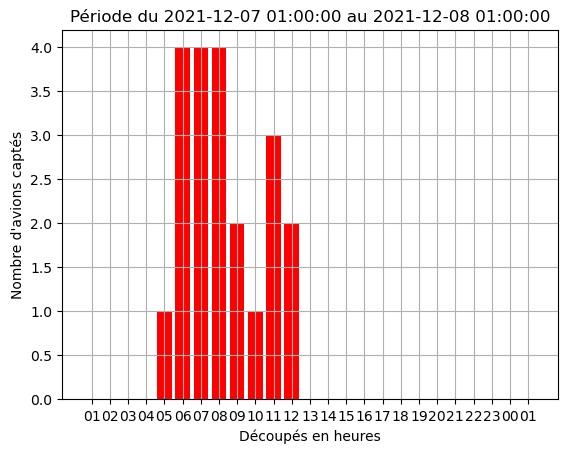 Période du 2021-12-07 01:00:00 au 2021-12-08 01:00:00
4.0
3.5
3.0
2.5
2.0
1.5
1.0
0.5
0.0
Nombre d'avions captés
01 02 03 04 05 06 07 08 09 10 11 12 13 14 15 16 17 18 19 20 21 22 23 00 01
Découpés en heures